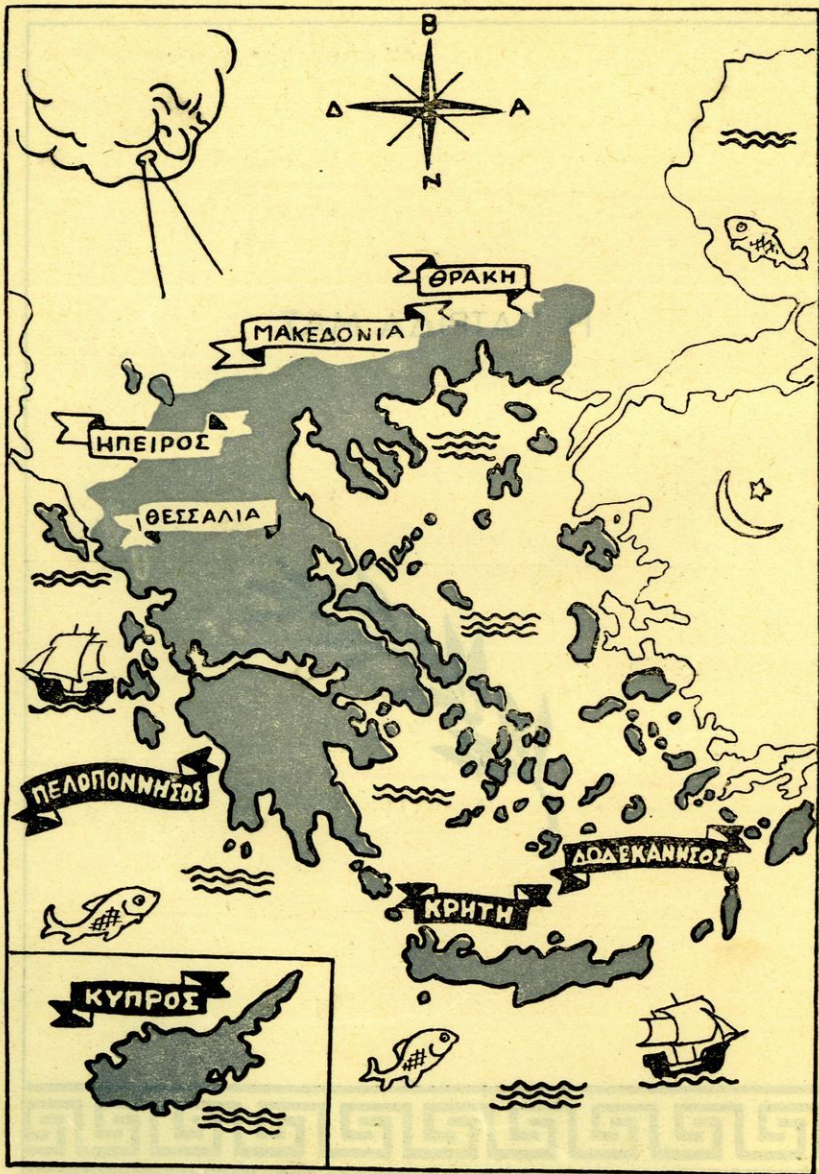 Β
Δ Α
Ν
ΘΡΑΚΗ
ΜΑΚΕΔΟΝΙΑ
ΗΠΕΙΡΟΣ
ΘΕΣΣΑΛΙΑ
ΠΕΛΟΠΟΝΝΗΣΟΣ
ΔΩΔΕΚΑΝΗΣΟΣ
ΚΡΗΤΗ
ΚΥΠΡΟΣ